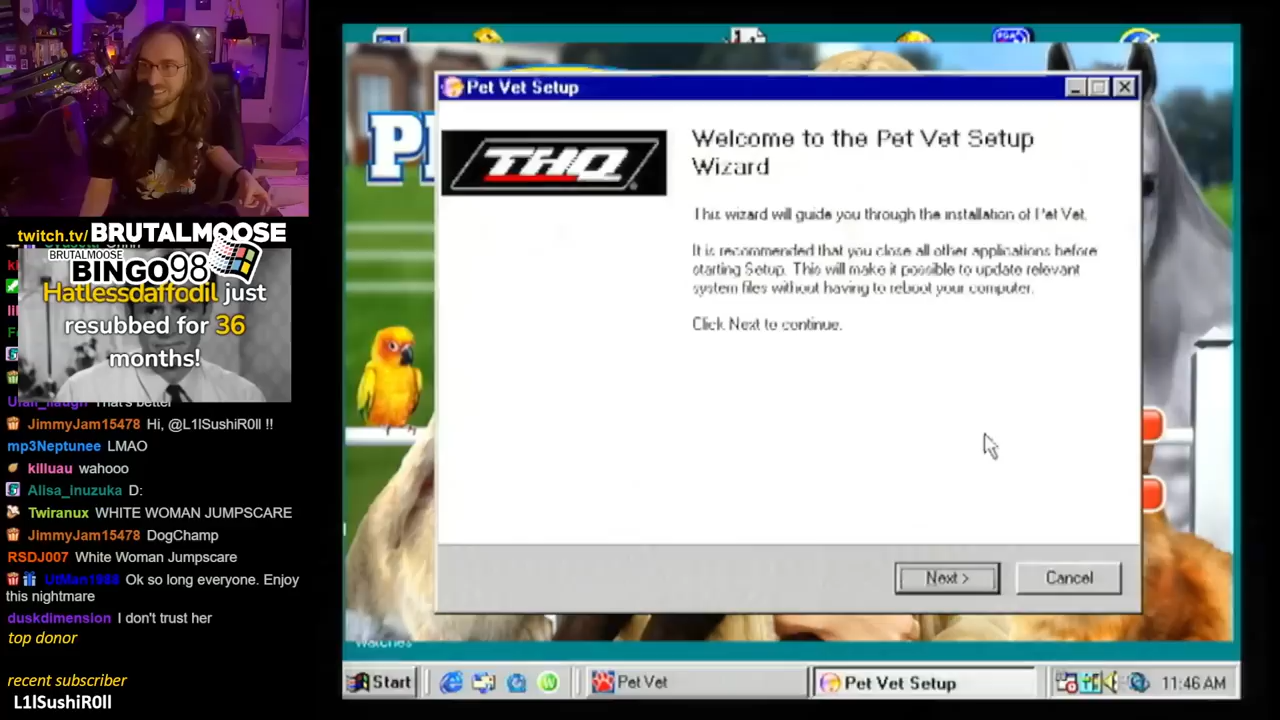 Pet Vet Setup
THQ
Welcome to the Pet Vet Setup
Wizard
This wizard will guide you through the installation of Pet Vet.
It is recommended that you close all other applications before
starting Setup. This will make it possible to update relevant
system files without having to reboot your computer.
Click Next to continue.
Next >
Cancel
twitch.tv/BRUTALMOOSE
BRUTALMOOSE
BINGO98
Hatlessdaffodil just
resubbed for 36
months!
That's better
JimmyJam15478 Hi, @L1lSushiR0ll !!
mp3Neptunee LMAO
killuau wahooo
Alisa_inuzuka D:
Twiranux WHITE WOMAN JUMPSCARE
JimmyJam15478 DogChamp
RSDJ007 White Woman Jumpscare
UtMan1988 Ok so long everyone. Enjoy
this nightmare
duskdimension I don't trust her
top donor
recent subscriber
L1lSushiR0ll
Watches
Start
Pet Vet
Pet Vet Setup
11:46 AM